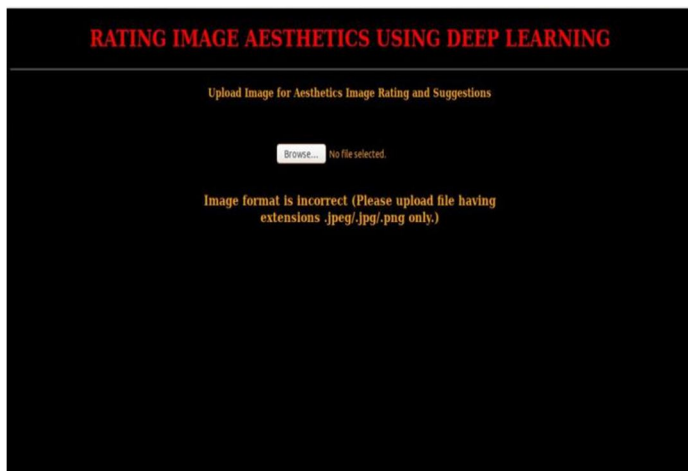 RATING IMAGE AESTHETICS USING DEEP LEARNING
Upload Image for Aesthetics Image Rating and Suggestions
Browse... No file selected.
Image format is incorrect (Please upload file having
extensions .jpeg/.jpg/.png only.)